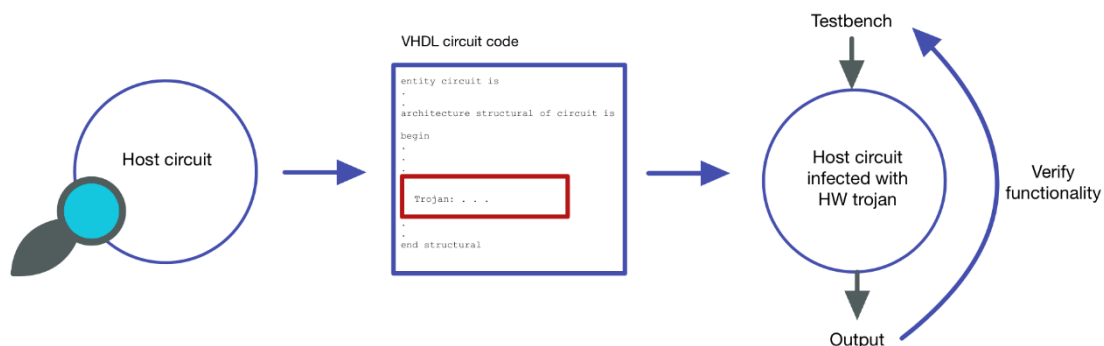 Host circuit
VHDL circuit code
entity circuit is
.
.
architecture structural of circuit is
begin
.
.
.
Trojan: . . .
.
.
end structural
Testbench
Host circuit
infected with
HW trojan
Verify
functionality
Output